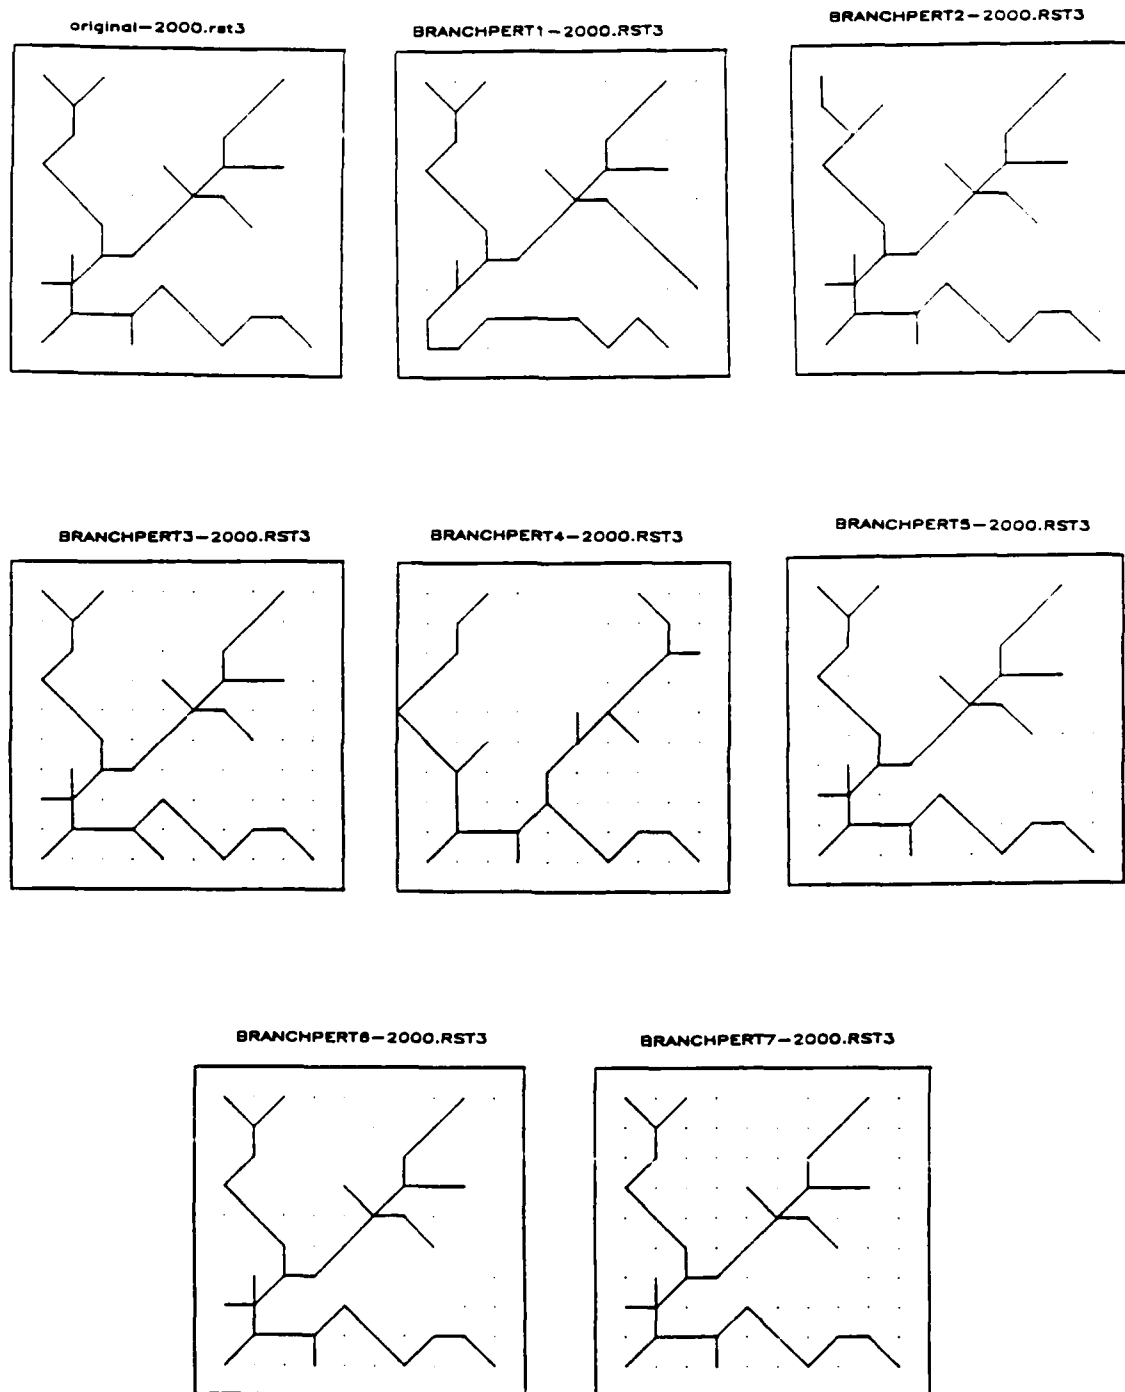 original-2000.rst3
BRANCHPERT1-2000.RST3
BRANCHPERT2-2000.RST3
BRANCHPERT3-2000.RST3
BRANCHPERT4-2000.RST3
BRANCHPERT5-2000.RST3
BRANCHPERT6-2000.RST3
BRANCHPERT7-2000.RST3